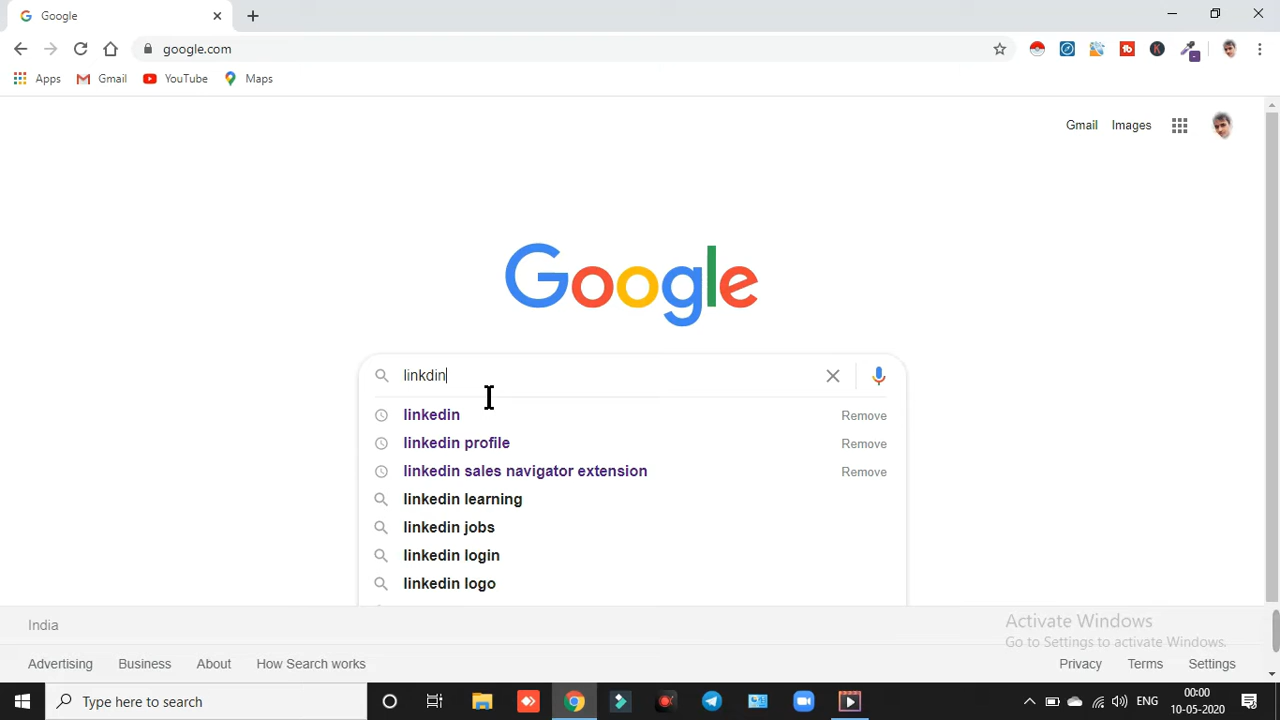 Google
google.com
Apps Gmail YouTube Maps
Gmail Images
Google
linkdin
linkedin Remove
linkedin profile Remove
linkedin sales navigator extension Remove
linkedin learning
linkedin jobs
linkedin login
linkedin logo
India
Activate Windows
Go to Settings to activate Windows.
Advertising Business About How Search works Privacy Terms Settings
Type here to search
ENG
00:00
10-05-2020